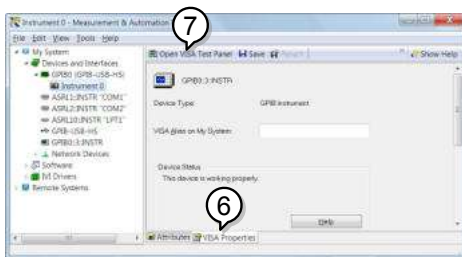 Instrument 0 - Measurement & Automation
7
File Edit View Tools Help
My System
Devices and Interfaces
GPIB0 (GPIB-USB-HS)
Instrument 0
ASRL1::INSTR "COM1"
ASRL2::INSTR "COM2"
ASRL10::INSTR "LPT1"
GPIB-USB-HS
GPIB0::3::INSTR
Network Devices
Software
IVI Drivers
Remote Systems
Open VISA Test Panel Save Show Help
GPIB0::3::INSTR
Device Type: GPIB Instrument
VISA Alias on My System:
Device Status
This device is working properly.
6
Help
Attributes VISA Properties